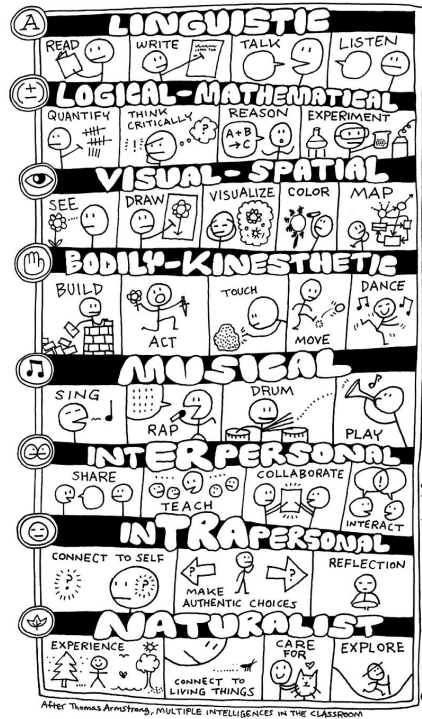 A LINGUISTIC
READ WRITE TALK LISTEN
± LOGICAL-MATHEMATICAL
QUANTIFY THINK CRITICALLY REASON EXPERIMENT
!!! ?
A+B
→C
VISUAL-SPATIAL
SEE DRAW VISUALIZE COLOR MAP
BODILY-KINESTHETIC
BUILD ACT TOUCH MOVE DANCE
MUSICAL
SING RAP DRUM PLAY
INTERPERSONAL
SHARE TEACH COLLABORATE INTERACT
! ?
INTRAPERSONAL
CONNECT TO SELF MAKE AUTHENTIC CHOICES REFLECTION
? ? ? ?
NATURALIST
EXPERIENCE CONNECT TO LIVING THINGS CARE FOR EXPLORE
After Thomas Armstrong, MULTIPLE INTELLIGENCES IN THE CLASSROOM